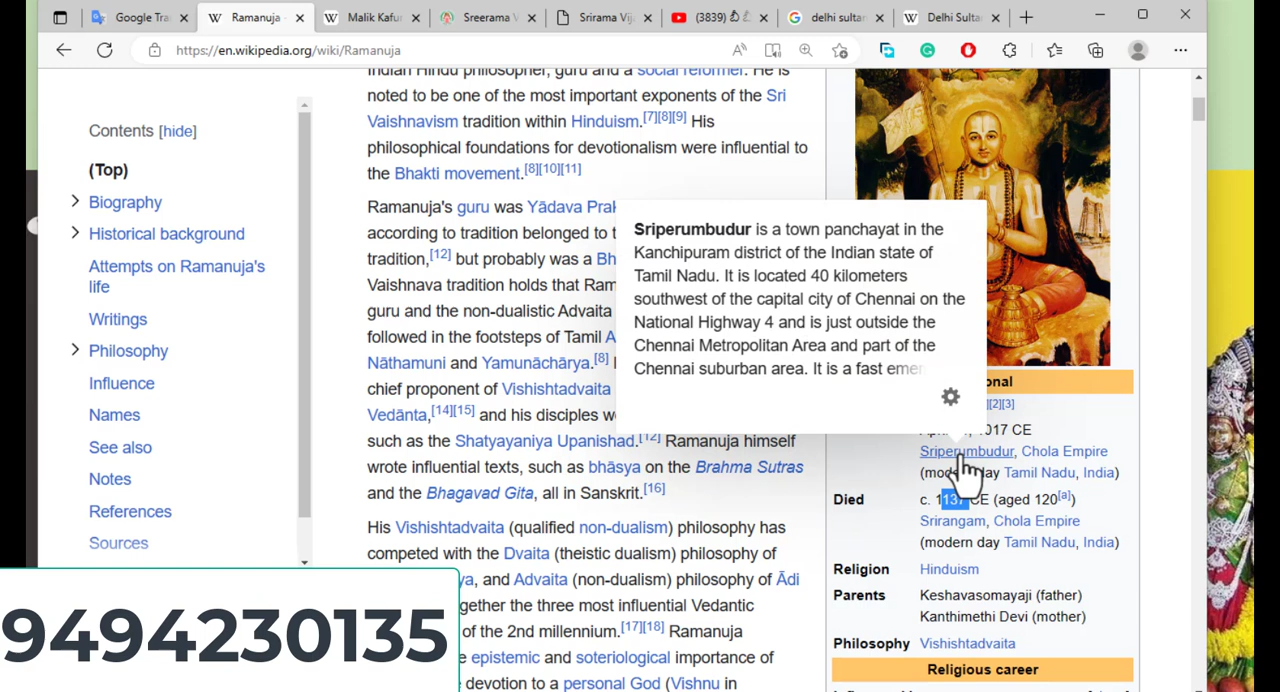 Google Tra
Ramanuja -
Malik Kafu
Sreerama V
Srirama Vija
delhi sultar
Delhi Sulta
https://en.wikipedia.org/wiki/Ramanuja
Contents [hide]
(Top)
Biography
Historical background
Attempts on Ramanuja's
life
Writings
Philosophy
Influence
Names
See also
Notes
References
Sources
Indian Hindu philosopher, guru and a social reformer. He is
noted to be one of the most important exponents of the Sri
Vaishnavism tradition within Hinduism.[7][8][9] His
philosophical foundations for devotionalism were influential to
the Bhakti movement.[8][10][11]
Ramanuja's guru was Yādava Prak
according to tradition belonged to t
tradition,[12] but probably was a Bh
Vaishnava tradition holds that Ram
guru and the non-dualistic Advaita
followed in the footsteps of Tamil A
Nāthamuni and Yamunāchārya.[8]
chief proponent of Vishishtadvaita
Vedānta,[14][15] and his disciples w
such as the Shatyayaniya Upanishad.[12] Ramanuja himself
wrote influential texts, such as bhāsya on the Brahma Sutras
and the Bhagavad Gita, all in Sanskrit.[16]
His Vishishtadvaita (qualified non-dualism) philosophy has
competed with the Dvaita (theistic dualism) philosophy of
ya, and Advaita (non-dualism) philosophy of Ādi
gether the three most influential Vedantic
of the 2nd millennium.[17][18] Ramanuja
e epistemic and soteriological importance of
devotion to a personal God (Vishnu in
Sriperumbudur is a town panchayat in the
Kanchipuram district of the Indian state of
Tamil Nadu. It is located 40 kilometers
southwest of the capital city of Chennai on the
National Highway 4 and is just outside the
Chennai Metropolitan Area and part of the
Chennai suburban area. It is a fast eme
onal
[2][3]
1017 CE
Sriperumbudur, Chola Empire
(modern day Tamil Nadu, India)
Died
c. 1137 CE (aged 120[a])
Srirangam, Chola Empire
(modern day Tamil Nadu, India)
Religion Hinduism
Parents Keshavasomayaji (father)
Kanthimethi Devi (mother)
Philosophy Vishishtadvaita
Religious career
9494230135